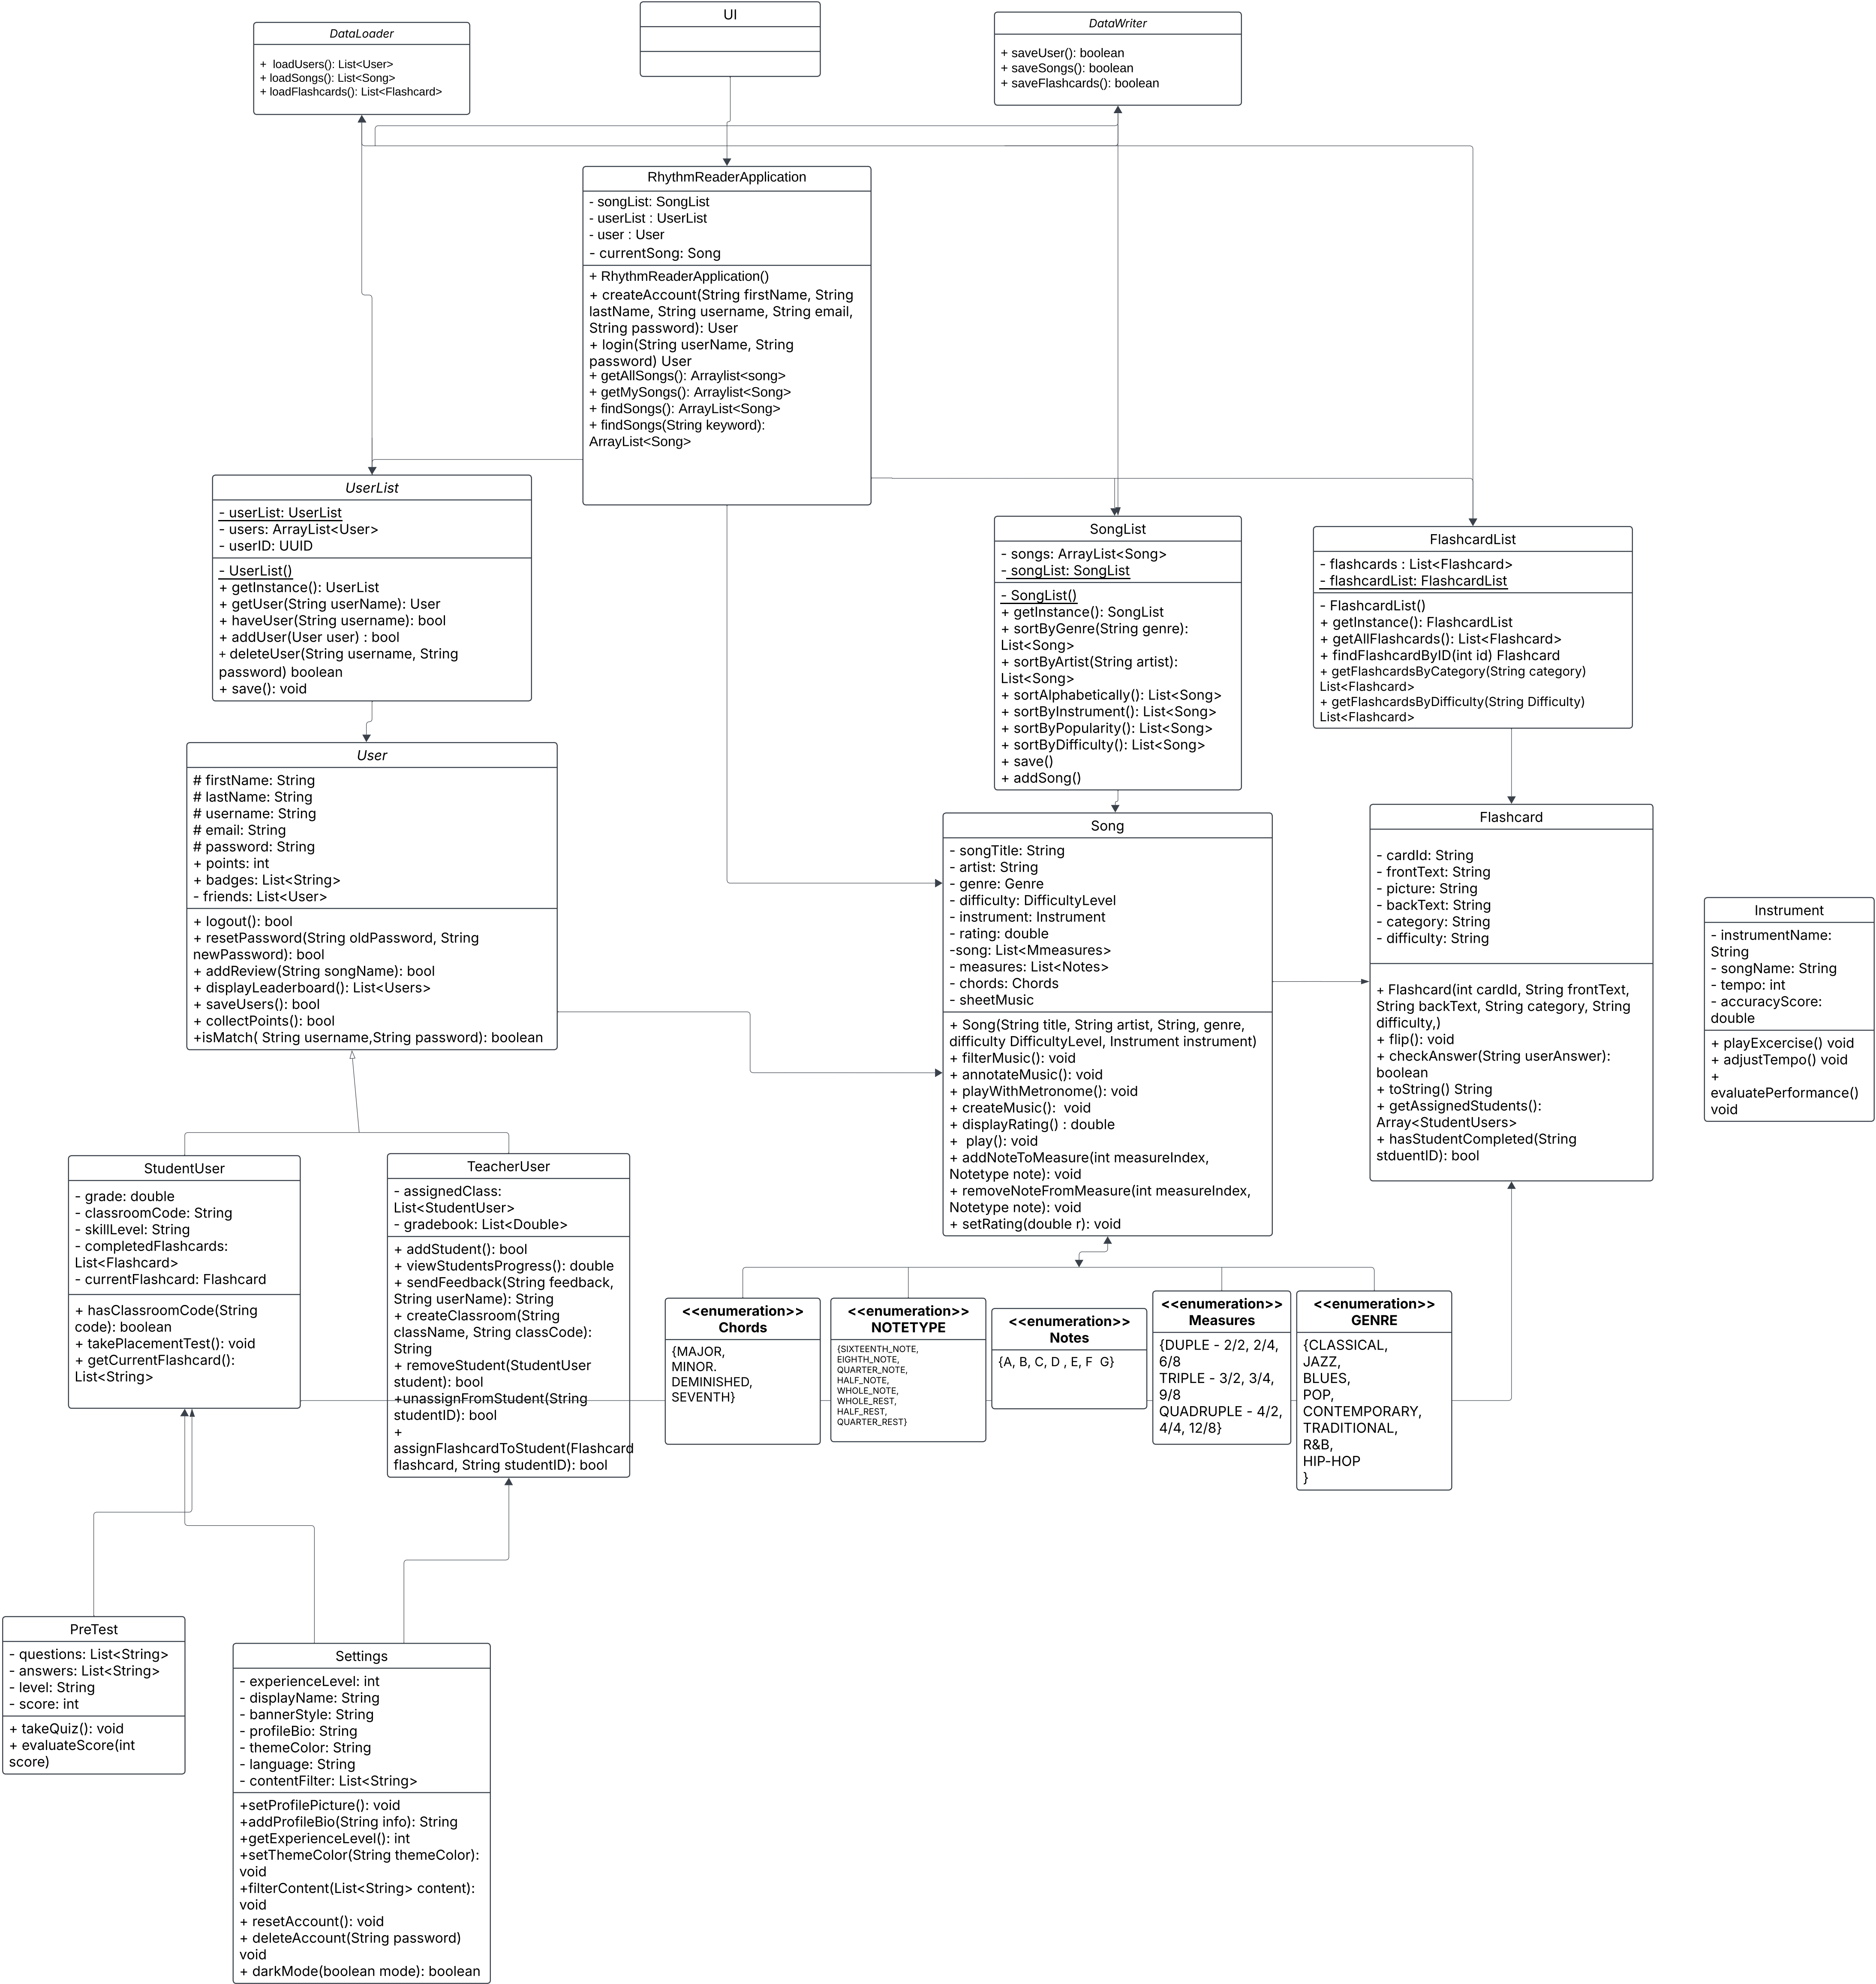 DataLoader
+  loadUsers(): List<User>
+ loadSongs(): List<Song>
+ loadFlashcards(): List<Flashcard>
UI
DataWriter
+ saveUser(): boolean
+ saveSongs(): boolean
+ saveFlashcards(): boolean
RhythmReaderApplication
- songList: SongList
- userList : UserList
- user : User
- currentSong: Song
+ RhythmReaderApplication()
+ createAccount(String firstName, String
lastName, String username, String email,
String password): User
+ login(String userName, String
password) User
+ getAllSongs(): Arraylist<song>
+ getMySongs(): Arraylist<Song>
+ findSongs(): ArrayList<Song>
+ findSongs(String keyword):
ArrayList<Song>
UserList
- userList: UserList
- users: ArrayList<User>
- userID: UUID
- UserList()
+ getInstance(): UserList
+ getUser(String userName): User
+ haveUser(String username): bool
+ addUser(User user) : bool
+ deleteUser(String username, String
password) boolean
+ save(): void
SongList
- songs: ArrayList<Song>
- songList: SongList
- SongList()
+ getInstance(): SongList
+ sortByGenre(String genre):
List<Song>
+ sortByArtist(String artist):
List<Song>
+ sortAlphabetically(): List<Song>
+ sortByInstrument(): List<Song>
+ sortByPopularity(): List<Song>
+ sortByDifficulty(): List<Song>
+ save()
+ addSong()
FlashcardList
- flashcards : List<Flashcard>
- flashcardList: FlashcardList
- FlashcardList()
+ getInstance(): FlashcardList
+ getAllFlashcards(): List<Flashcard>
+ findFlashcardByID(int id) Flashcard
+ getFlashcardsByCategory(String category)
List<Flashcard>
+ getFlashcardsByDifficulty(String Difficulty)
List<Flashcard>
User
# firstName: String
# lastName: String
# username: String
# email: String
# password: String
+ points: int
+ badges: List<String>
- friends: List<User>
+ logout(): bool
+ resetPassword(String oldPassword, String
newPassword): bool
+ addReview(String songName): bool
+ displayLeaderboard(): List<Users>
+ saveUsers(): bool
+ collectPoints(): bool
+isMatch( String username,String password): boolean
Song
- songTitle: String
- artist: String
- genre: Genre
- difficulty: DifficultyLevel
- instrument: Instrument
- rating: double
-song: List<Mmeasures>
- measures: List<Notes>
- chords: Chords
- sheetMusic
+ Song(String title, String artist, String, genre,
difficulty DifficultyLevel, Instrument instrument)
+ filterMusic(): void
+ annotateMusic(): void
+ playWithMetronome(): void
+ createMusic():  void
+ displayRating() : double
+  play(): void
+ addNoteToMeasure(int measureIndex,
Notetype note): void
+ removeNoteFromMeasure(int measureIndex,
Notetype note): void
+ setRating(double r): void
Flashcard
- cardId: String
- frontText: String
- picture: String
- backText: String
- category: String
- difficulty: String
+ Flashcard(int cardId, String frontText,
String backText, String category, String
difficulty,)
+ flip(): void
+ checkAnswer(String userAnswer):
boolean
+ toString() String
+ getAssignedStudents():
Array<StudentUsers>
+ hasStudentCompleted(String
stduentID): bool
Instrument
- instrumentName:
String
- songName: String
- tempo: int
- accuracyScore:
double
+ playExcercise() void
+ adjustTempo() void
+
evaluatePerformance()
void
StudentUser
- grade: double
- classroomCode: String
- skillLevel: String
- completedFlashcards:
List<Flashcard>
- currentFlashcard: Flashcard
+ hasClassroomCode(String
code): boolean
+ takePlacementTest(): void
+ getCurrentFlashcard():
List<String>
TeacherUser
- assignedClass:
List<StudentUser>
- gradebook: List<Double>
+ addStudent(): bool
+ viewStudentsProgress(): double
+ sendFeedback(String feedback,
String userName): String
+ createClassroom(String
className, String classCode):
String
+ removeStudent(StudentUser
student): bool
+unassignFromStudent(String
studentID): bool
+
assignFlashcardToStudent(Flashcard
flashcard, String studentID): bool
<<enumeration>>
Chords
{MAJOR,
MINOR.
DEMINISHED,
SEVENTH}
<<enumeration>>
NOTETYPE
{SIXTEENTH_NOTE,
EIGHTH_NOTE,
QUARTER_NOTE,
HALF_NOTE,
WHOLE_NOTE,
WHOLE_REST,
HALF_REST,
QUARTER_REST}
<<enumeration>>
Notes
{A, B, C, D , E, F  G}
<<enumeration>>
Measures
{DUPLE - 2/2, 2/4,
6/8
TRIPLE - 3/2, 3/4,
9/8
QUADRUPLE - 4/2,
4/4, 12/8}
<<enumeration>>
GENRE
{CLASSICAL,
JAZZ,
BLUES,
POP,
CONTEMPORARY,
TRADITIONAL,
R&B,
HIP-HOP
}
PreTest
- questions: List<String>
- answers: List<String>
- level: String
- score: int
+ takeQuiz(): void
+ evaluateScore(int
score)
Settings
- experienceLevel: int
- displayName: String
- bannerStyle: String
- profileBio: String
- themeColor: String
- language: String
- contentFilter: List<String>
+setProfilePicture(): void
+addProfileBio(String info): String
+getExperienceLevel(): int
+setThemeColor(String themeColor):
void
+filterContent(List<String> content):
void
+ resetAccount(): void
+ deleteAccount(String password)
void
+ darkMode(boolean mode): boolean